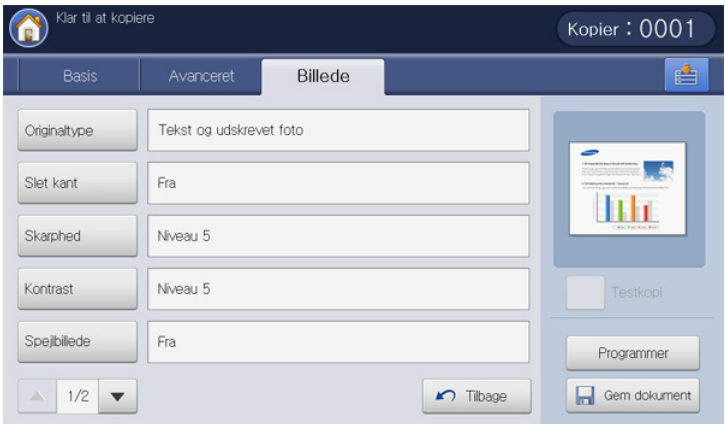 Klar til at kopiere
Kopier : 0001
Basis
Avanceret
Billede
Originaltype
Tekst og udskrevet foto
Slet kant
Fra
Skarphed
Niveau 5
Kontrast
Niveau 5
Testkopi
Spejlbillede
Fra
Programmer
1/2
Tilbage
Gem dokument